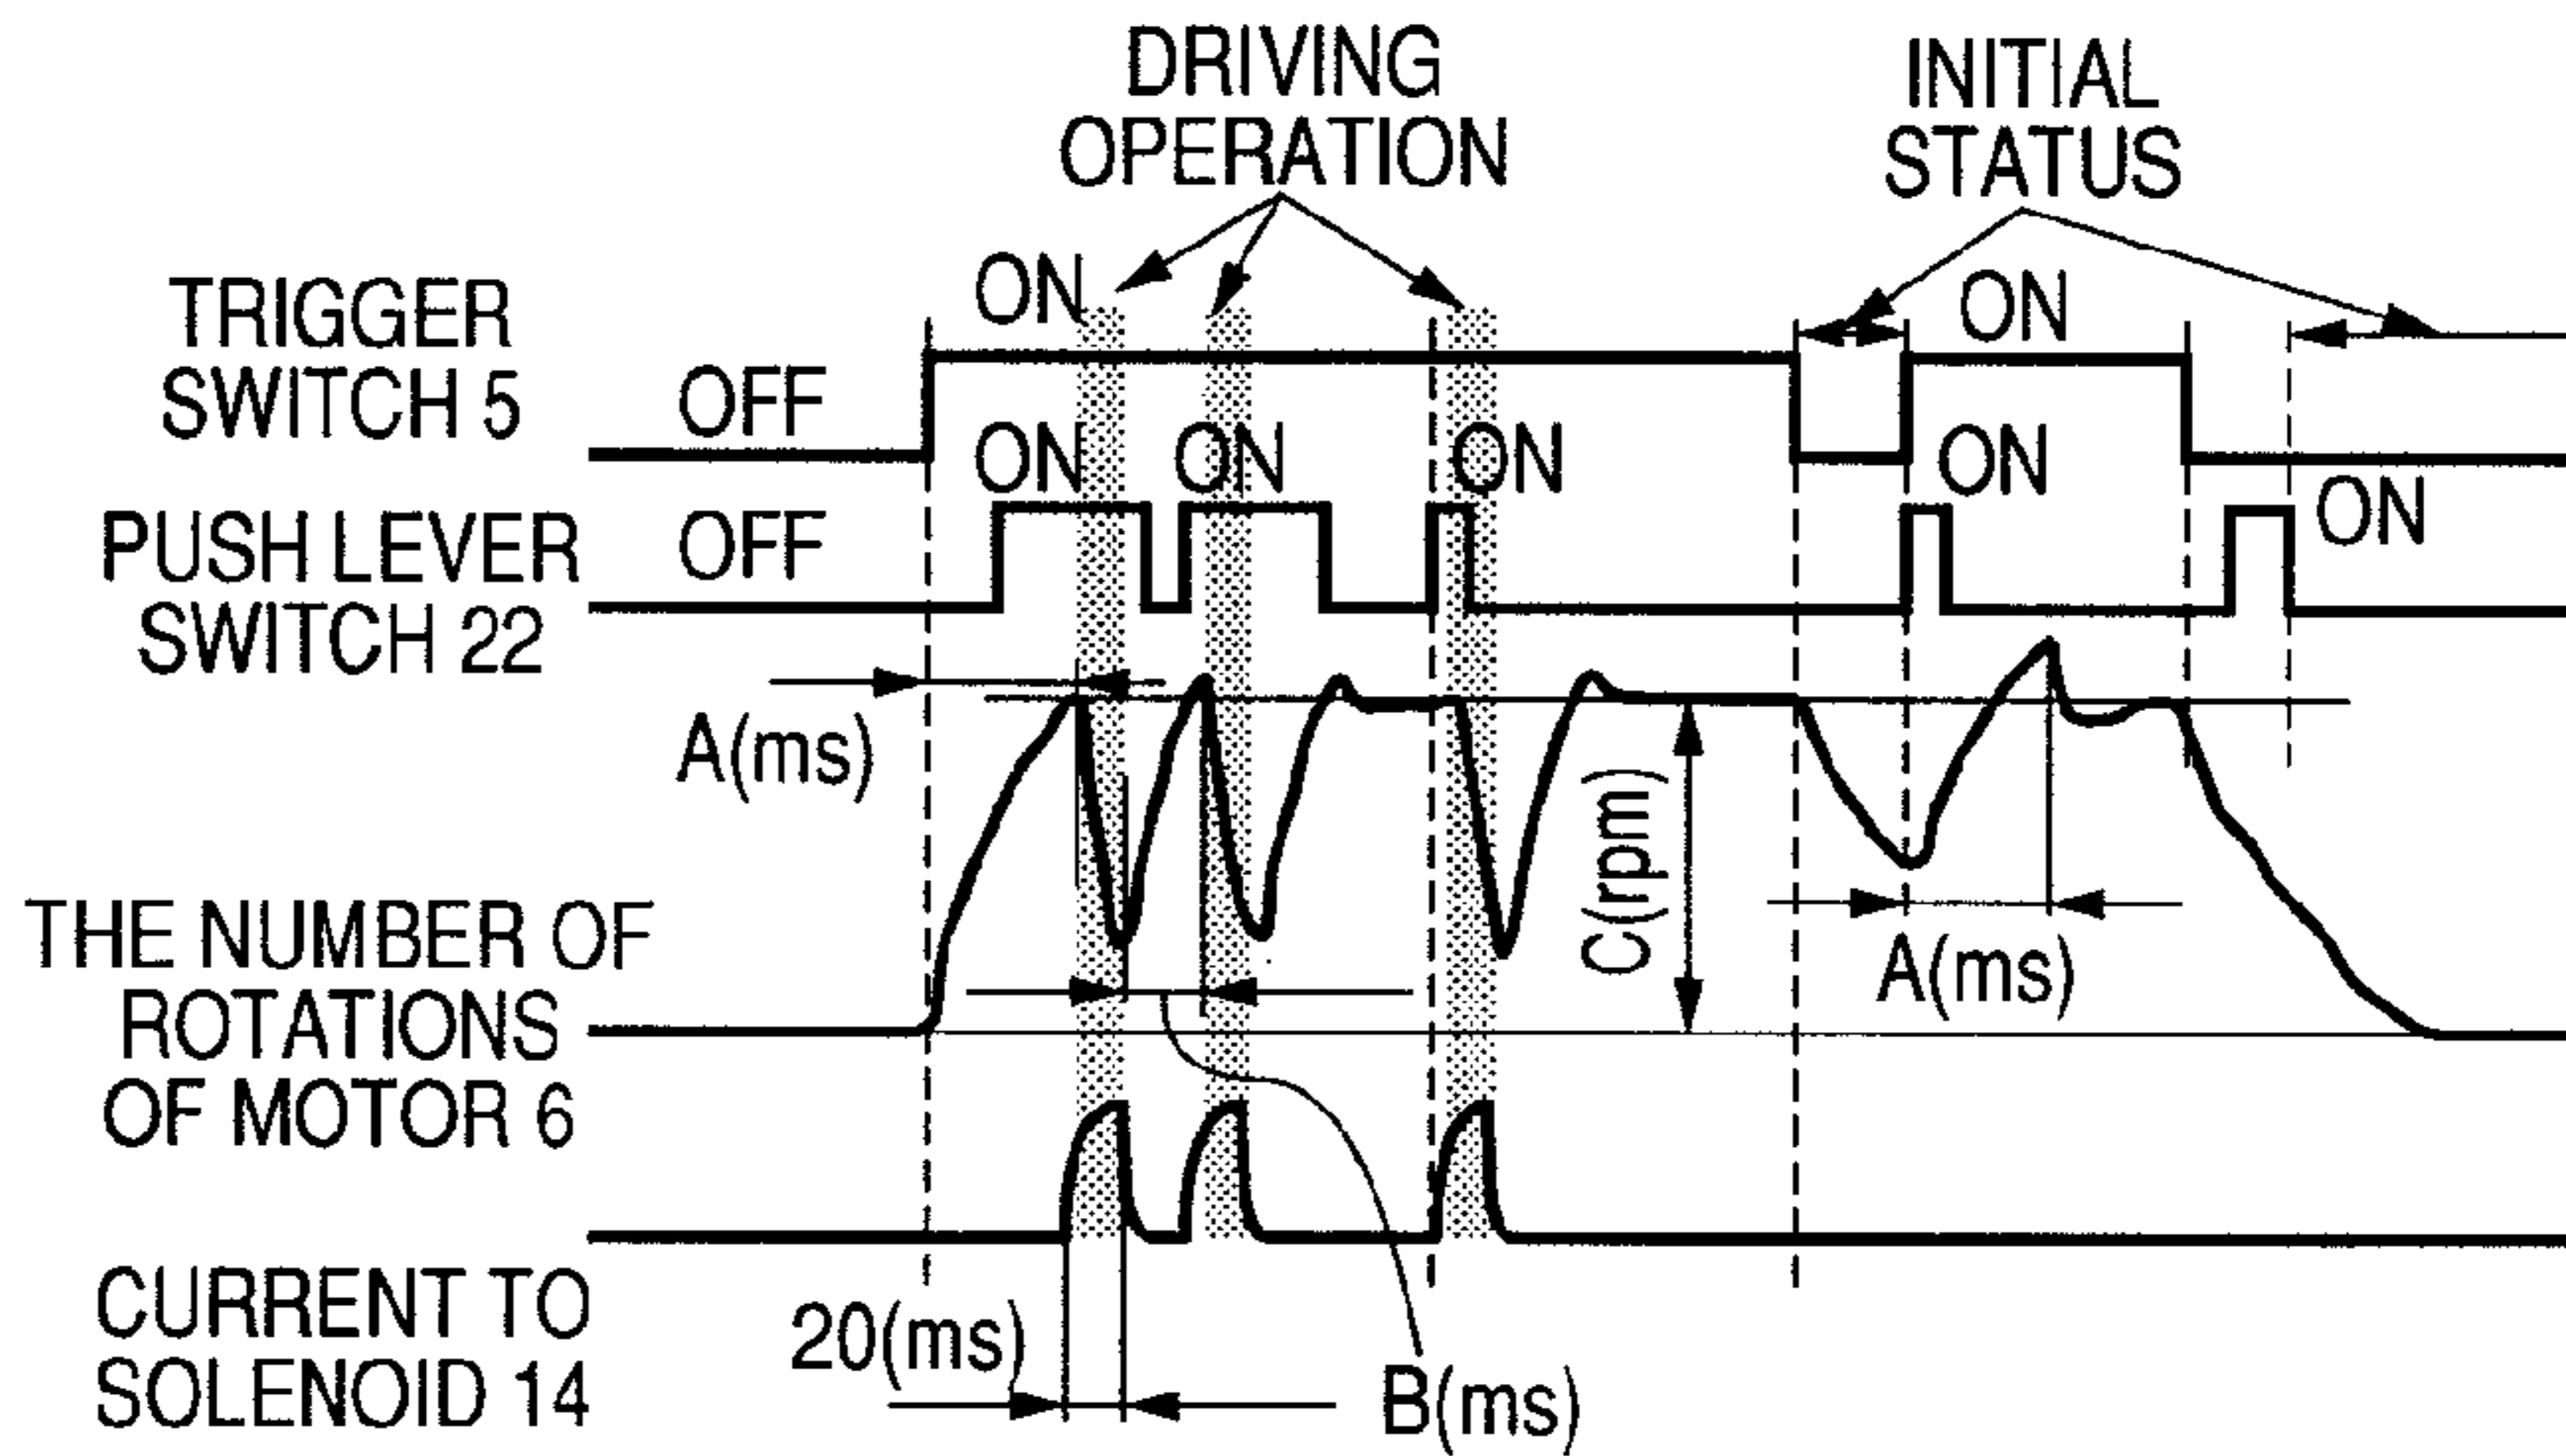 DRIVING
OPERATION
INITIAL
STATUS
TRIGGER
SWITCH 5
OFF
ON
ON
PUSH LEVER
SWITCH 22
OFF
ON
ON
ON
ON
ON
A(ms)
THE NUMBER OF
ROTATIONS
OF MOTOR 6
C(rpm)
A(ms)
CURRENT TO
SOLENOID 14
20(ms)
B(ms)